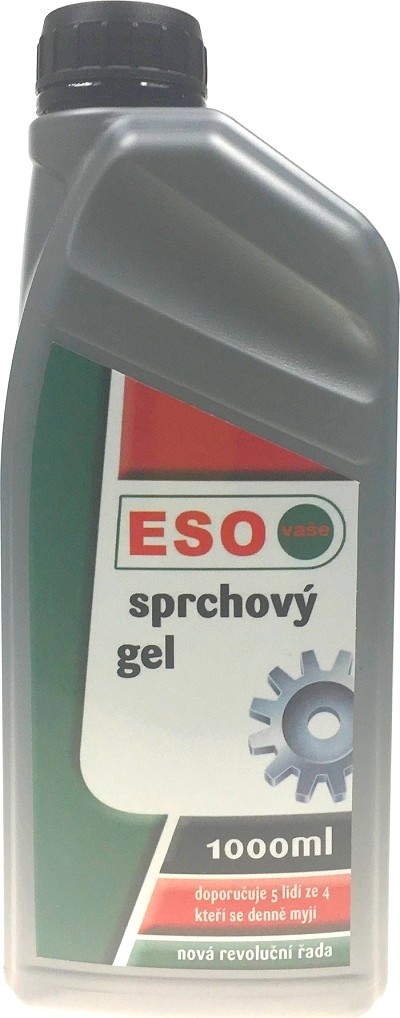 ESO vaše
sprchový
gel
1000ml
doporučuje 5 lidí ze 4
kteří se denně myjí
nová revoluční řada